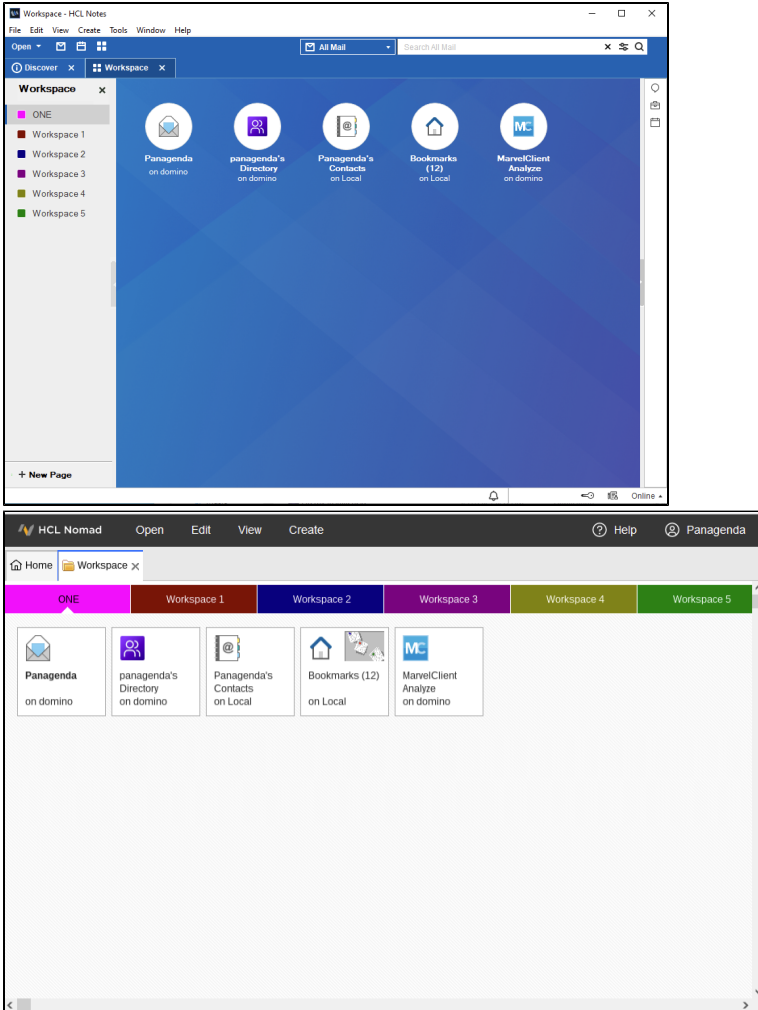 Workspace - HCL Notes
File Edit View Create Tools Window Help
Open All Mail Search All Mail
Discover Workspace
Workspace
ONE
Workspace 1
Workspace 2
Workspace 3
Workspace 4
Workspace 5
Panagenda
on domino
panagenda's
Directory
on domino
Panagenda's
Contacts
on Local
Bookmarks
(12)
on Local
MarvelClient
Analyze
on domino
+ New Page
Online
HCL Nomad Open Edit View Create Help Panagenda
Home Workspace
ONE Workspace 1 Workspace 2 Workspace 3 Workspace 4 Workspace 5
Panagenda
on domino
panagenda's
Directory
on domino
Panagenda's
Contacts
on Local
Bookmarks (12)
on Local
MarvelClient
Analyze
on domino